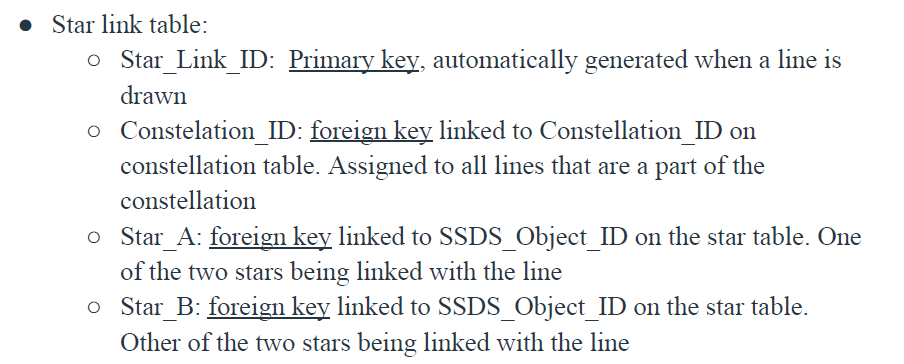 ● Star link table:
○ Star_Link_ID: Primary key, automatically generated when a line is
drawn
○ Constelation_ID: foreign key linked to Constellation_ID on
constellation table. Assigned to all lines that are a part of the
constellation
○ Star_A: foreign key linked to SSDS_Object_ID on the star table. One
of the two stars being linked with the line
○ Star_B: foreign key linked to SSDS_Object_ID on the star table.
Other of the two stars being linked with the line